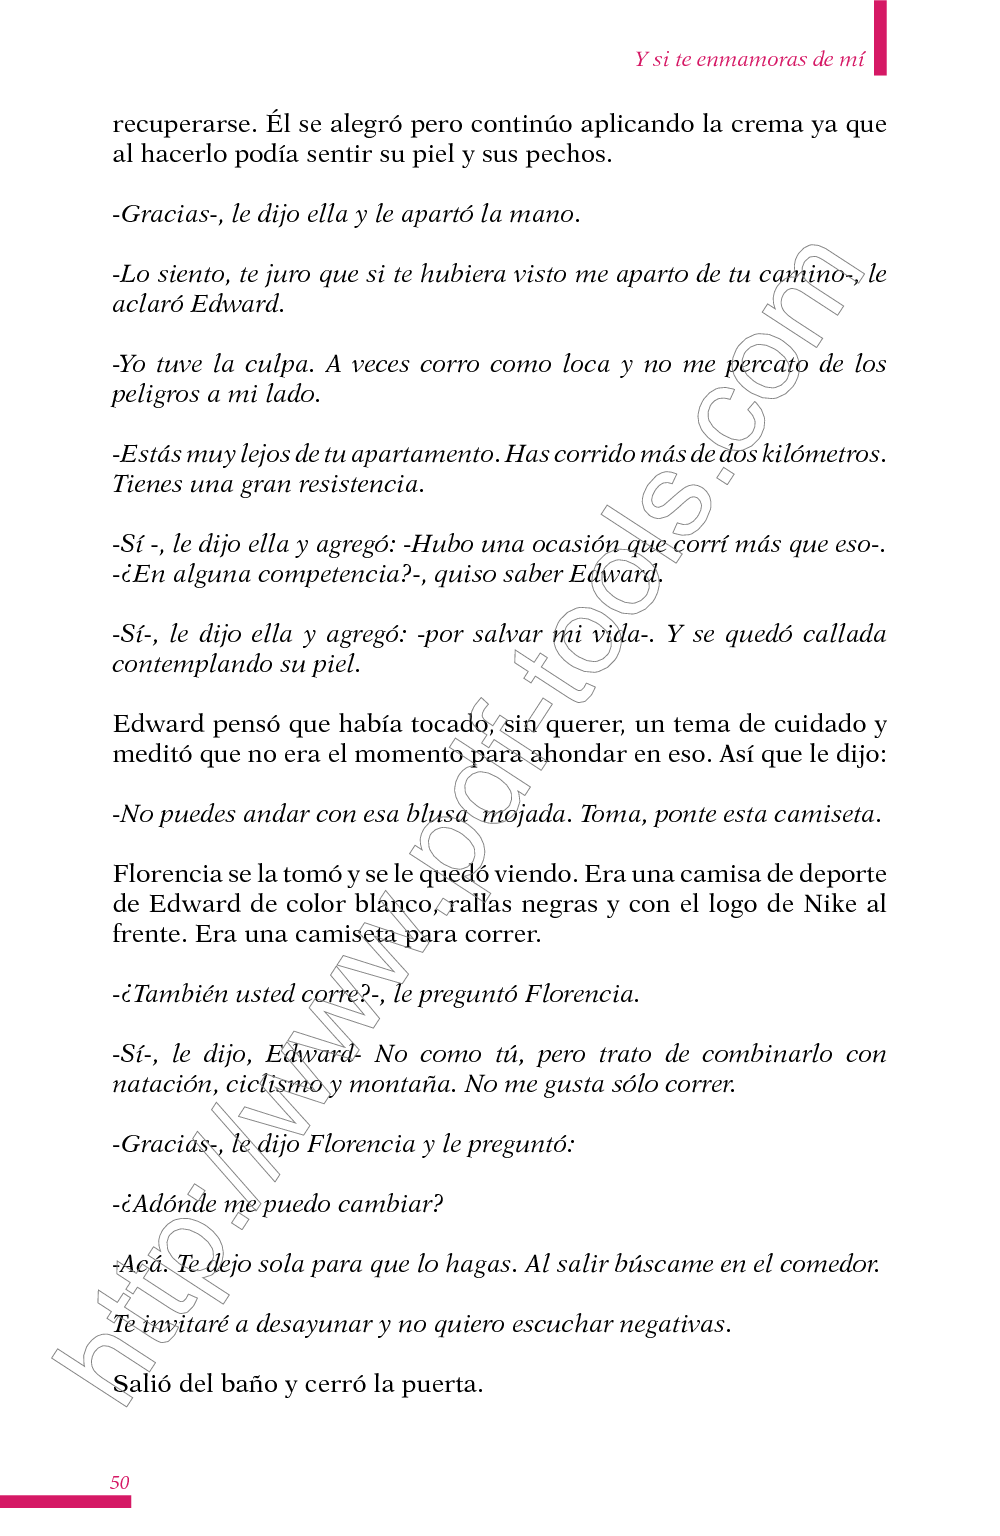 Y si te enmamoras de mí
recuperarse. Él se alegró pero continúo aplicando la crema ya que
al hacerlo podía sentir su piel y sus pechos.
-Gracias-, le dijo ella y le apartó la mano.
-Lo siento, te juro que si te hubiera visto me aparto de tu camino-, le
aclaró Edward.
-Yo tuve la culpa. A veces corro como loca y no me percato de los
peligros a mi lado.
-Estás muy lejos de tu apartamento. Has corrido más de dos kilómetros.
Tienes una gran resistencia.
-Sí -, le dijo ella y agregó: -Hubo una ocasión que corrí más que eso-.
-¿En alguna competencia?-, quiso saber Edward.
-Sí-, le dijo ella y agregó: -por salvar mi vida-. Y se quedó callada
contemplando su piel.
Edward pensó que había tocado, sin querer, un tema de cuidado y
meditó que no era el momento para ahondar en eso. Así que le dijo:
-No puedes andar con esa blusa mojada. Toma, ponte esta camiseta.
Florencia se la tomó y se le quedó viendo. Era una camisa de deporte
de Edward de color blanco, rallas negras y con el logo de Nike al
frente. Era una camiseta para correr.
-¿También usted corre?-, le preguntó Florencia.
-Sí-, le dijo, Edward- No como tú, pero trato de combinarlo con
natación, ciclismo y montaña. No me gusta sólo correr.
-Gracias-, le dijo Florencia y le preguntó:
-¿Adónde me puedo cambiar?
-Acá. Te dejo sola para que lo hagas. Al salir búscame en el comedor.
Te invitaré a desayunar y no quiero escuchar negativas.
Salió del baño y cerró la puerta.
50
http://www.pdf-tools.com